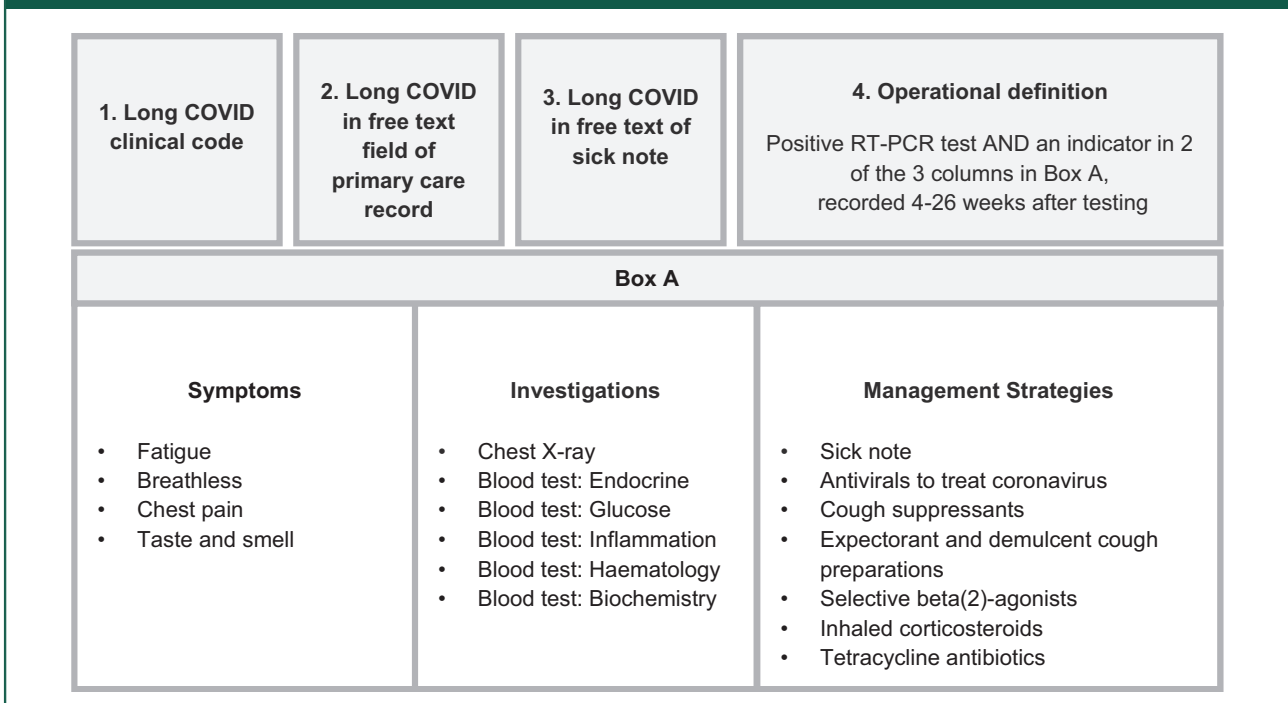 1. Long COVID
clinical code
2. Long COVID
in free text
field of
primary care
record
3. Long COVID
in free text of
sick note
4. Operational definition
Positive RT-PCR test AND an indicator in 2
of the 3 columns in Box A,
recorded 4-26 weeks after testing
Box A
Symptoms
• Fatigue
• Breathless
• Chest pain
• Taste and smell
Investigations
• Chest X-ray
• Blood test: Endocrine
• Blood test: Glucose
• Blood test: Inflammation
• Blood test: Haematology
• Blood test: Biochemistry
Management Strategies
• Sick note
• Antivirals to treat coronavirus
• Cough suppressants
• Expectorant and demulcent cough
preparations
• Selective beta(2)-agonists
• Inhaled corticosteroids
• Tetracycline antibiotics